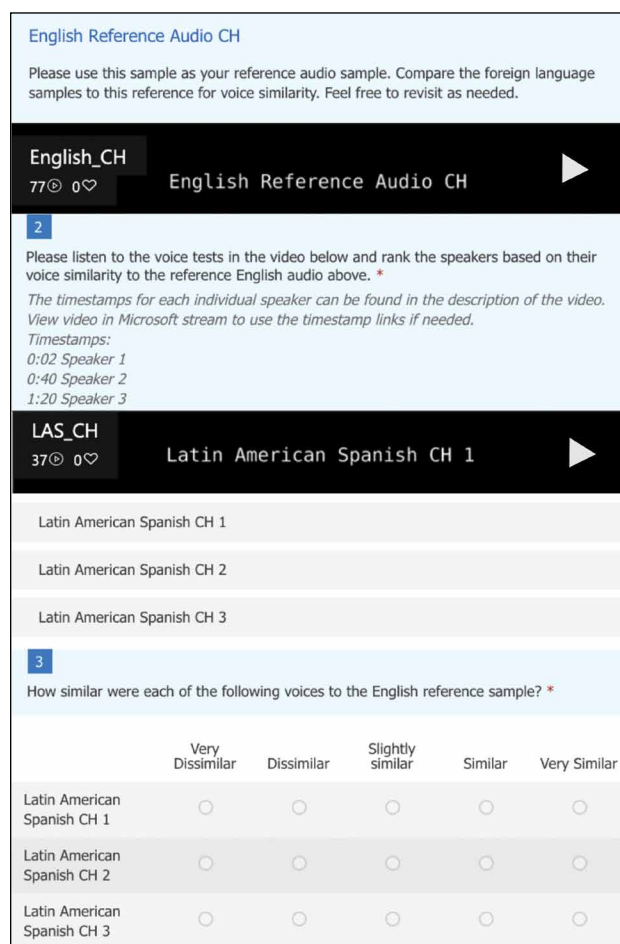 English Reference Audio CH
Please use this sample as your reference audio sample. Compare the foreign language
samples to this reference for voice similarity. Feel free to revisit as needed.
English_CH
77 0
English Reference Audio CH
2
Please listen to the voice tests in the video below and rank the speakers based on their
voice similarity to the reference English audio above. *
The timestamps for each individual speaker can be found in the description of the video.
View video in Microsoft stream to use the timestamp links if needed.
Timestamps:
0:02 Speaker 1
0:40 Speaker 2
1:20 Speaker 3
LAS_CH
37 0
Latin American Spanish CH 1
Latin American Spanish CH 1
Latin American Spanish CH 2
Latin American Spanish CH 3
3
How similar were each of the following voices to the English reference sample? *
Very
Dissimilar
Dissimilar
Slightly
similar
Similar
Very Similar
Latin American
Spanish CH 1
Latin American
Spanish CH 2
Latin American
Spanish CH 3